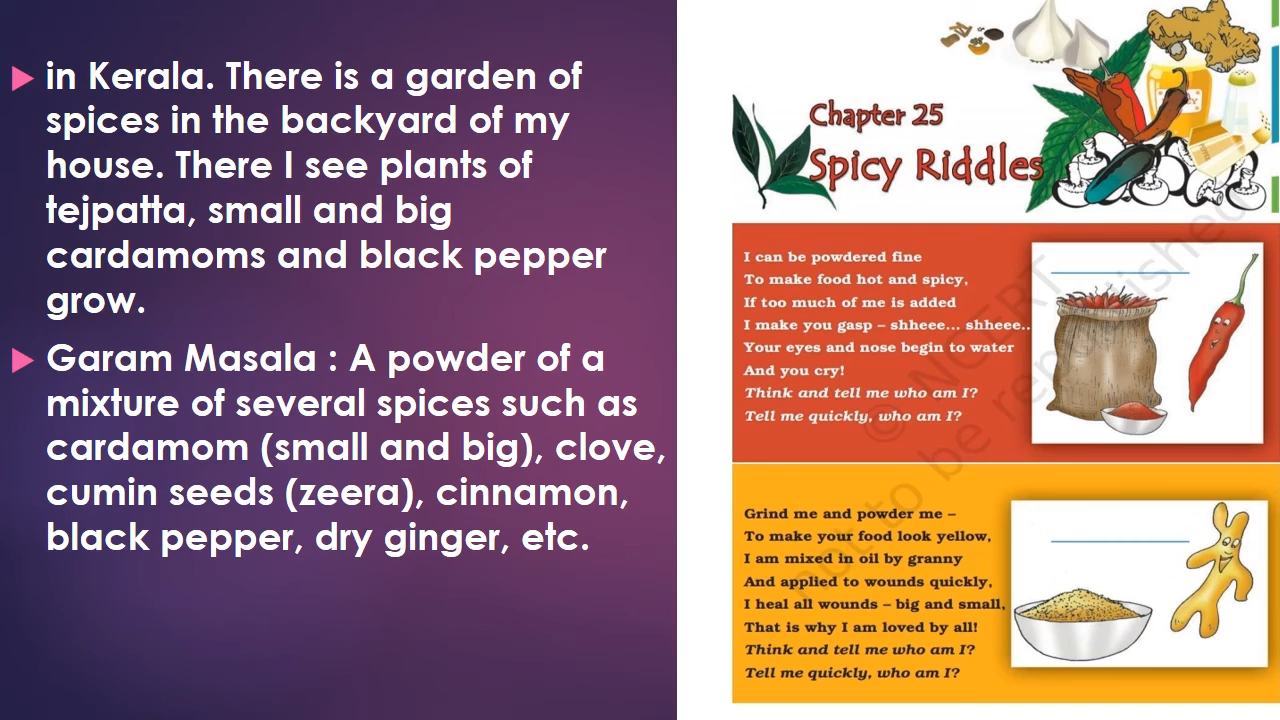 in Kerala. There is a garden of
spices in the backyard of my
house. There I see plants of
tejpatta, small and big
cardamoms and black pepper
grow.
Garam Masala : A powder of a
mixture of several spices such as
cardamom (small and big), clove,
cumin seeds (zeera), cinnamon,
black pepper, dry ginger, etc.
Chapter 25
Spicy Riddles
I can be powdered fine
To make food hot and spicy,
If too much of me is added
I make you gasp – shheee... shheee..
Your eyes and nose begin to water
And you cry!
Think and tell me who am I?
Tell me quickly, who am I?
Grind me and powder me –
To make your food look yellow,
I am mixed in oil by granny
And applied to wounds quickly,
I heal all wounds – big and small,
That is why I am loved by all!
Think and tell me who am I?
Tell me quickly, who am I?
© NCERT
not to be republished